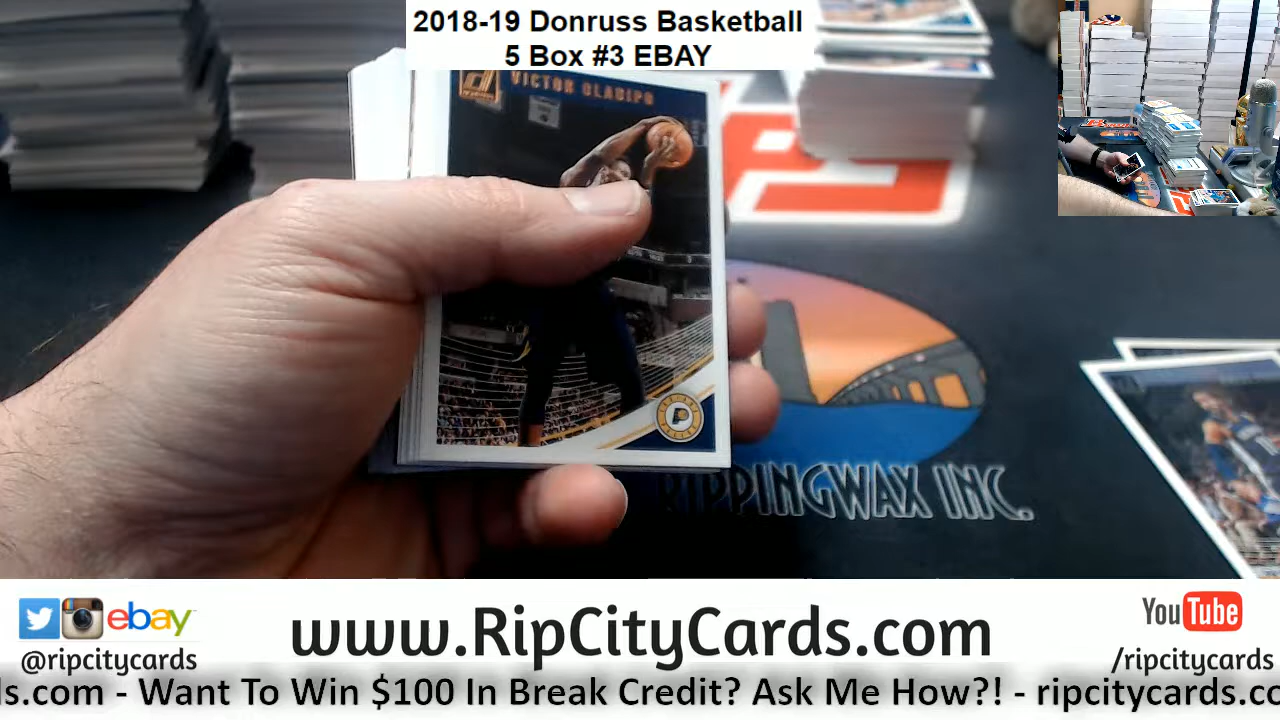 2018-19 Donruss Basketball
5 Box #3 EBAY
VICTOR OLADIPO
RIPPINGWAX INC.
ebay
www.RipCityCards.com
YouTube
@ripcitycards
/ripcitycards
ds.com - Want To Win $100 In Break Credit? Ask Me How?! - ripcitycards.co